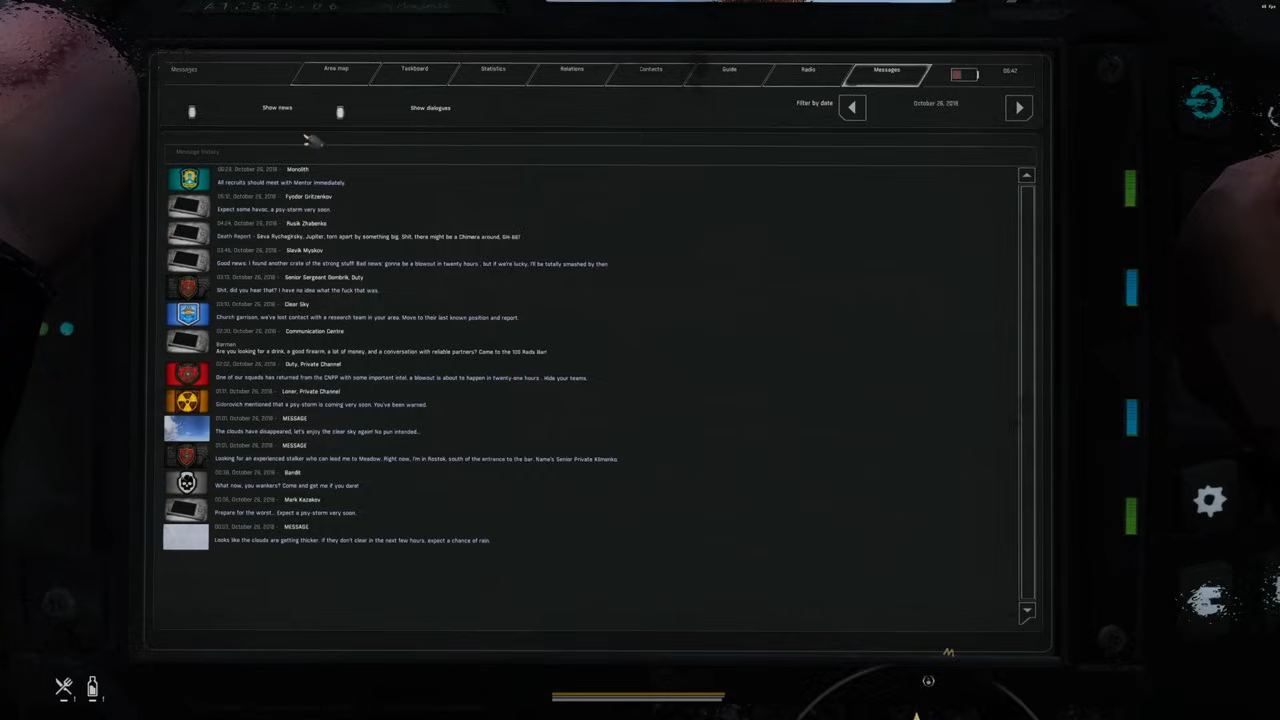 Messages
Area map
Taskboard
Statistics
Relations
Contacts
Guide
Radio
Messages
06:42
Show news
Show dialogues
Filter by date
October 26, 2018
Message history
00:23, October 26, 2018 - Monolith
All recruits should meet with Mentor immediately.
05:12, October 26, 2018 - Fyodor Gritzenkov
Expect some havoc, a psy-storm very soon.
04:24, October 26, 2018 - Rusik Zhabenko
Death Report - Seva Rychagirsky, Jupiter, torn apart by something big. Shit, there might be a Chimera around, GH-88?
03:46, October 26, 2018 - Slavik Myskov
Good news: I found another crate of the strong stuff! Bad news: gonna be a blowout in twenty hours , but if we're lucky, I'll be totally smashed by then
03:13, October 26, 2018 - Senior Sergeant Gombrik, Duty
Shit, did you hear that? I have no idea what the fuck that was.
03:10, October 26, 2018 - Clear Sky
Church garrison, we've lost contact with a research team in your area. Move to their last known position and report.
02:30, October 26, 2018 - Communication Centre
Barman
Are you looking for a drink, a good firearm, a lot of money, and a conversation with reliable partners? Come to the 100 Rads Bar!
02:02, October 26, 2018 - Duty, Private Channel
One of our squads has returned from the CNPP with some important intel, a blowout is about to happen in twenty-one hours . Hide your teams.
01:17, October 26, 2018 - Loner, Private Channel
Sidorovich mentioned that a psy-storm is coming very soon. You've been warned.
01:01, October 26, 2018 - MESSAGE
The clouds have disappeared, let's enjoy the clear sky again! No pun intended...
01:01, October 26, 2018 - MESSAGE
Looking for an experienced stalker who can lead me to Meadow. Right now, I'm in Rostok, south of the entrance to the bar. Name's Senior Private Klimenko.
00:38, October 26, 2018 - Bandit
What now, you wankers? Come and get me if you dare!
00:06, October 26, 2018 - Mark Kazakov
Prepare for the worst... Expect a psy-storm very soon.
00:03, October 26, 2018 - MESSAGE
Looks like the clouds are getting thicker. If they don't clear in the next few hours, expect a chance of rain.